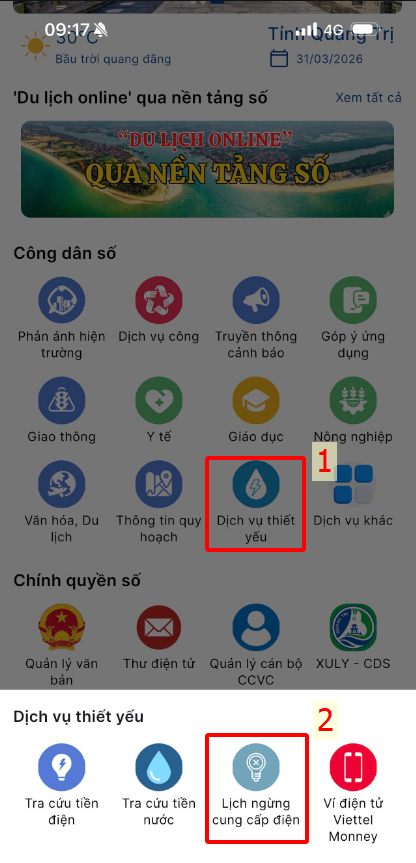 09:17
4G
30°C
Tỉnh Quảng Trị
Bầu trời quang đãng
31/03/2026
'Du lịch online' qua nền tảng số
Xem tất cả
“DU LỊCH ONLINE”
QUA NỀN TẢNG SỐ
Công dân số
Phản ánh hiện
trường
Dịch vụ công
Truyền thông
cảnh báo
Góp ý ứng
dụng
Giao thông
Y tế
Giáo dục
Nông nghiệp
1
Văn hóa, Du
lịch
Thông tin quy
hoạch
Dịch vụ thiết
yếu
Dịch vụ khác
Chính quyền số
Quản lý văn
bản
Thư điện tử
Quản lý cán bộ
CCVC
XULY - CDS
Dịch vụ thiết yếu
2
Tra cứu tiền
điện
Tra cứu tiền
nước
Lịch ngừng
cung cấp điện
Ví điện tử
Viettel
Monney